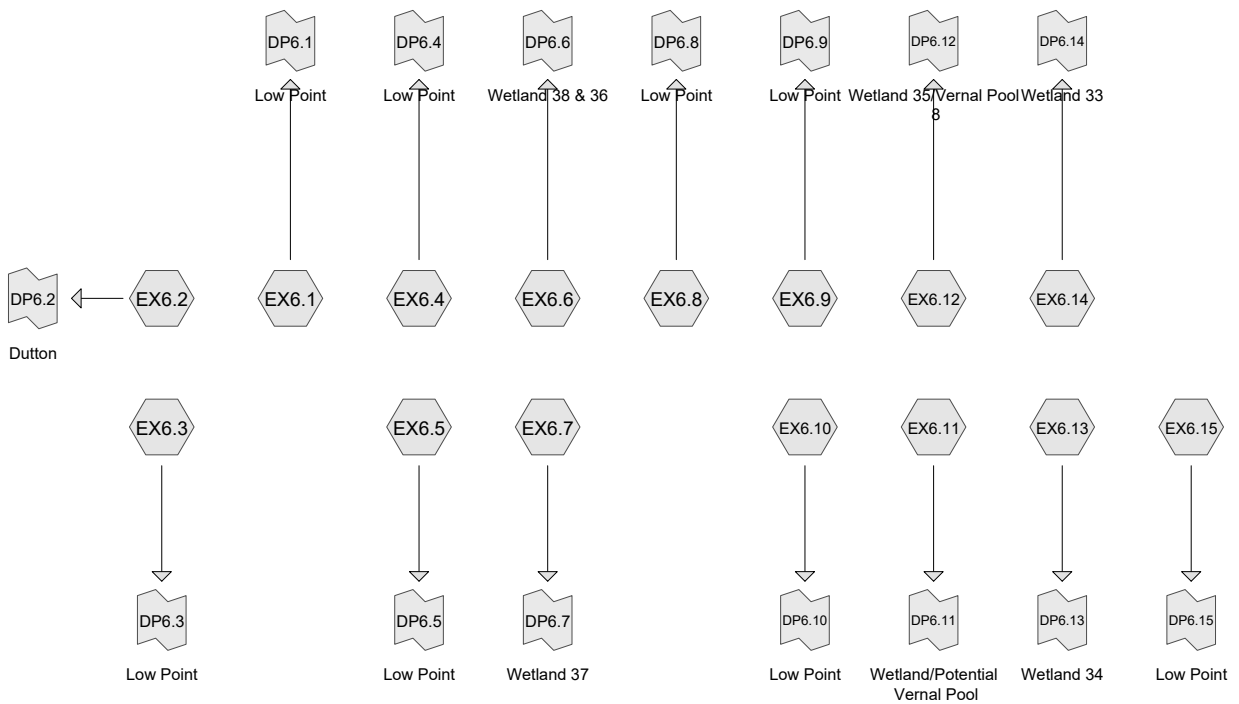 DP6.1 DP6.4 DP6.6 DP6.8 DP6.9 DP6.12 DP6.14
Low Point Low Point Wetland 38 & 36 Low Point Low Point Wetland 35/Vernal Pool Wetland 33
8
DP6.2 EX6.2 EX6.1 EX6.4 EX6.6 EX6.8 EX6.9 EX6.12 EX6.14
Dutton
EX6.3 EX6.5 EX6.7 EX6.10 EX6.11 EX6.13 EX6.15
DP6.3 DP6.5 DP6.7 DP6.10 DP6.11 DP6.13 DP6.15
Low Point Low Point Wetland 37 Low Point Wetland/Potential Wetland 34 Low Point
Vernal Pool